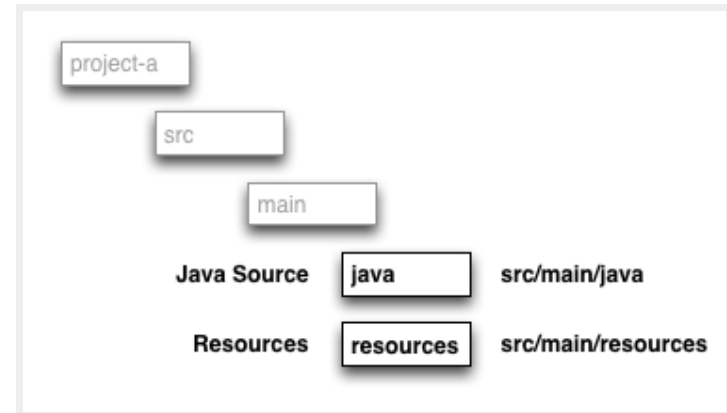 project-a
src
main
Java Source java src/main/java
Resources resources src/main/resources